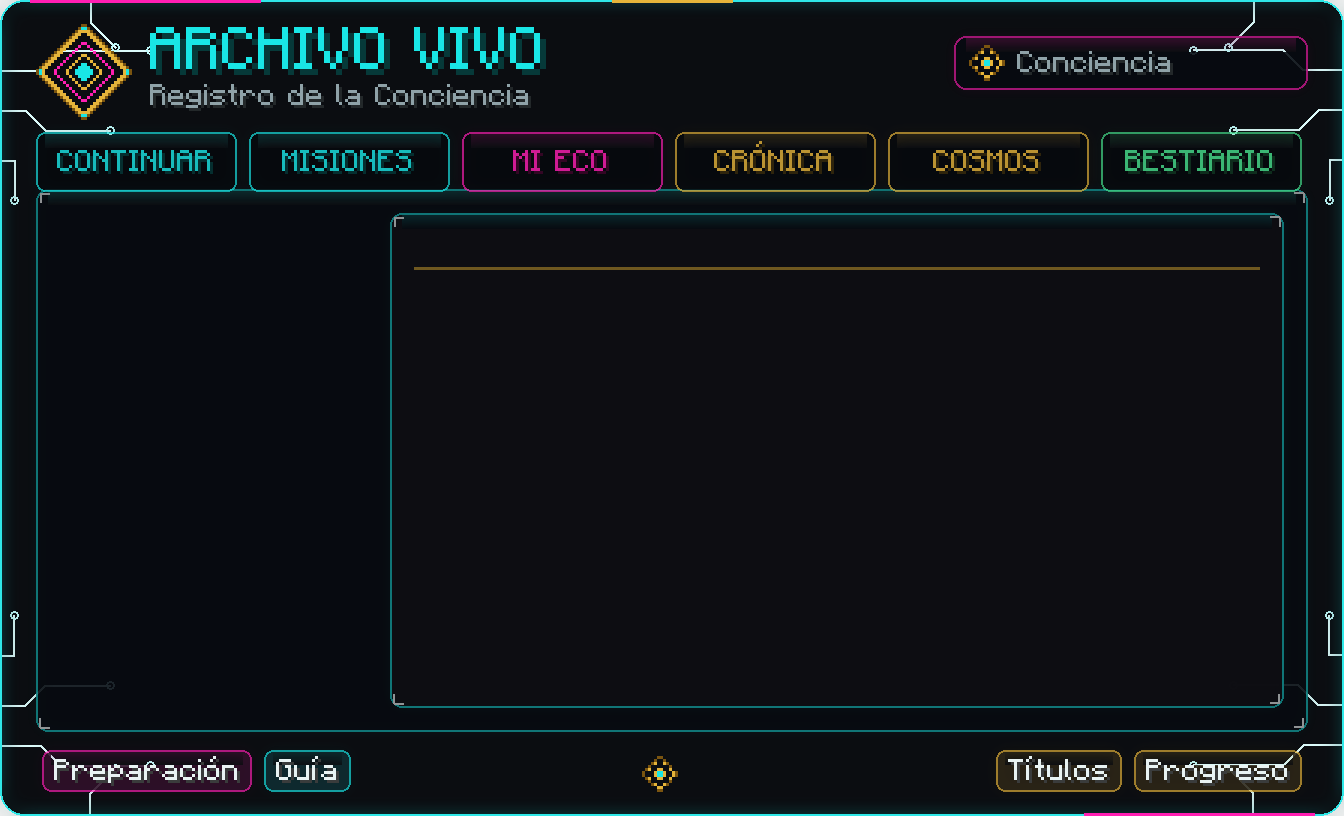 ARCHIVO VIVO
Registro de la Conciencia
Conciencia
CONTINUAR
MISIONES
MI ECO
CRÓNICA
COSMOS
BESTIARIO
Preparación
Guía
Títulos
Progreso